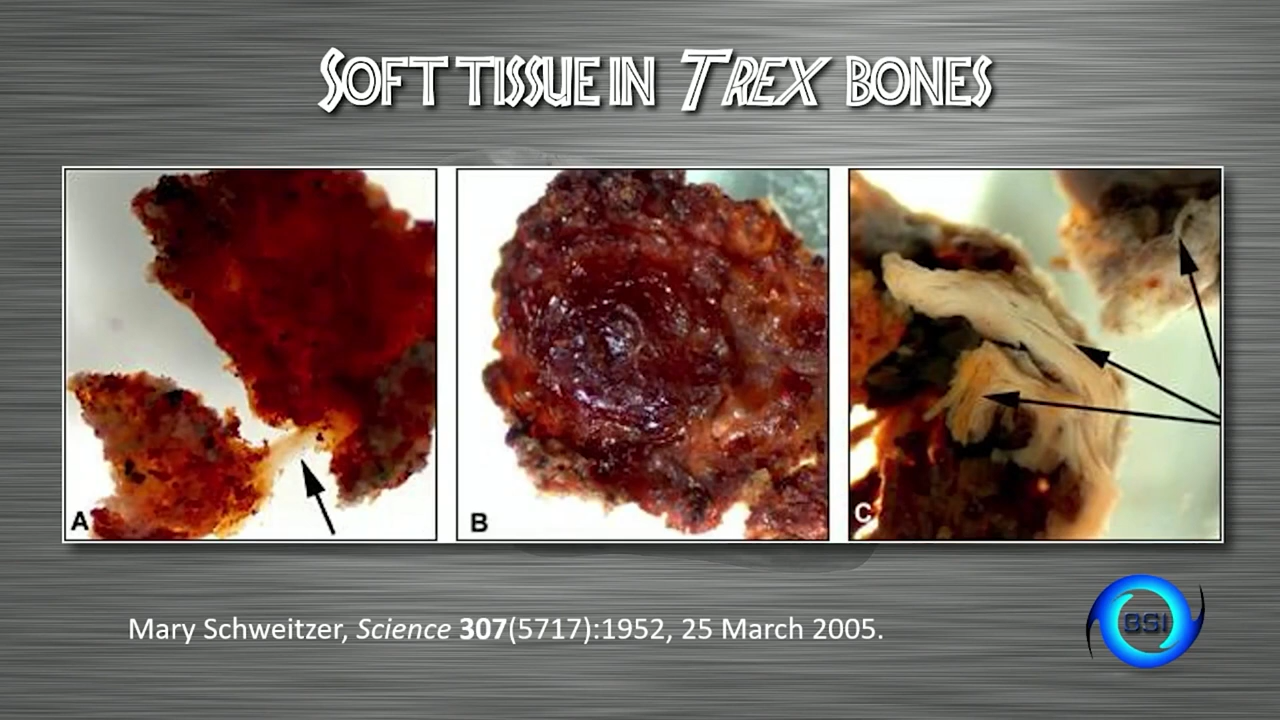 SOFT TISSUE IN T REX BONES
A
B
C
Mary Schweitzer, Science 307(5717):1952, 25 March 2005.
BSI